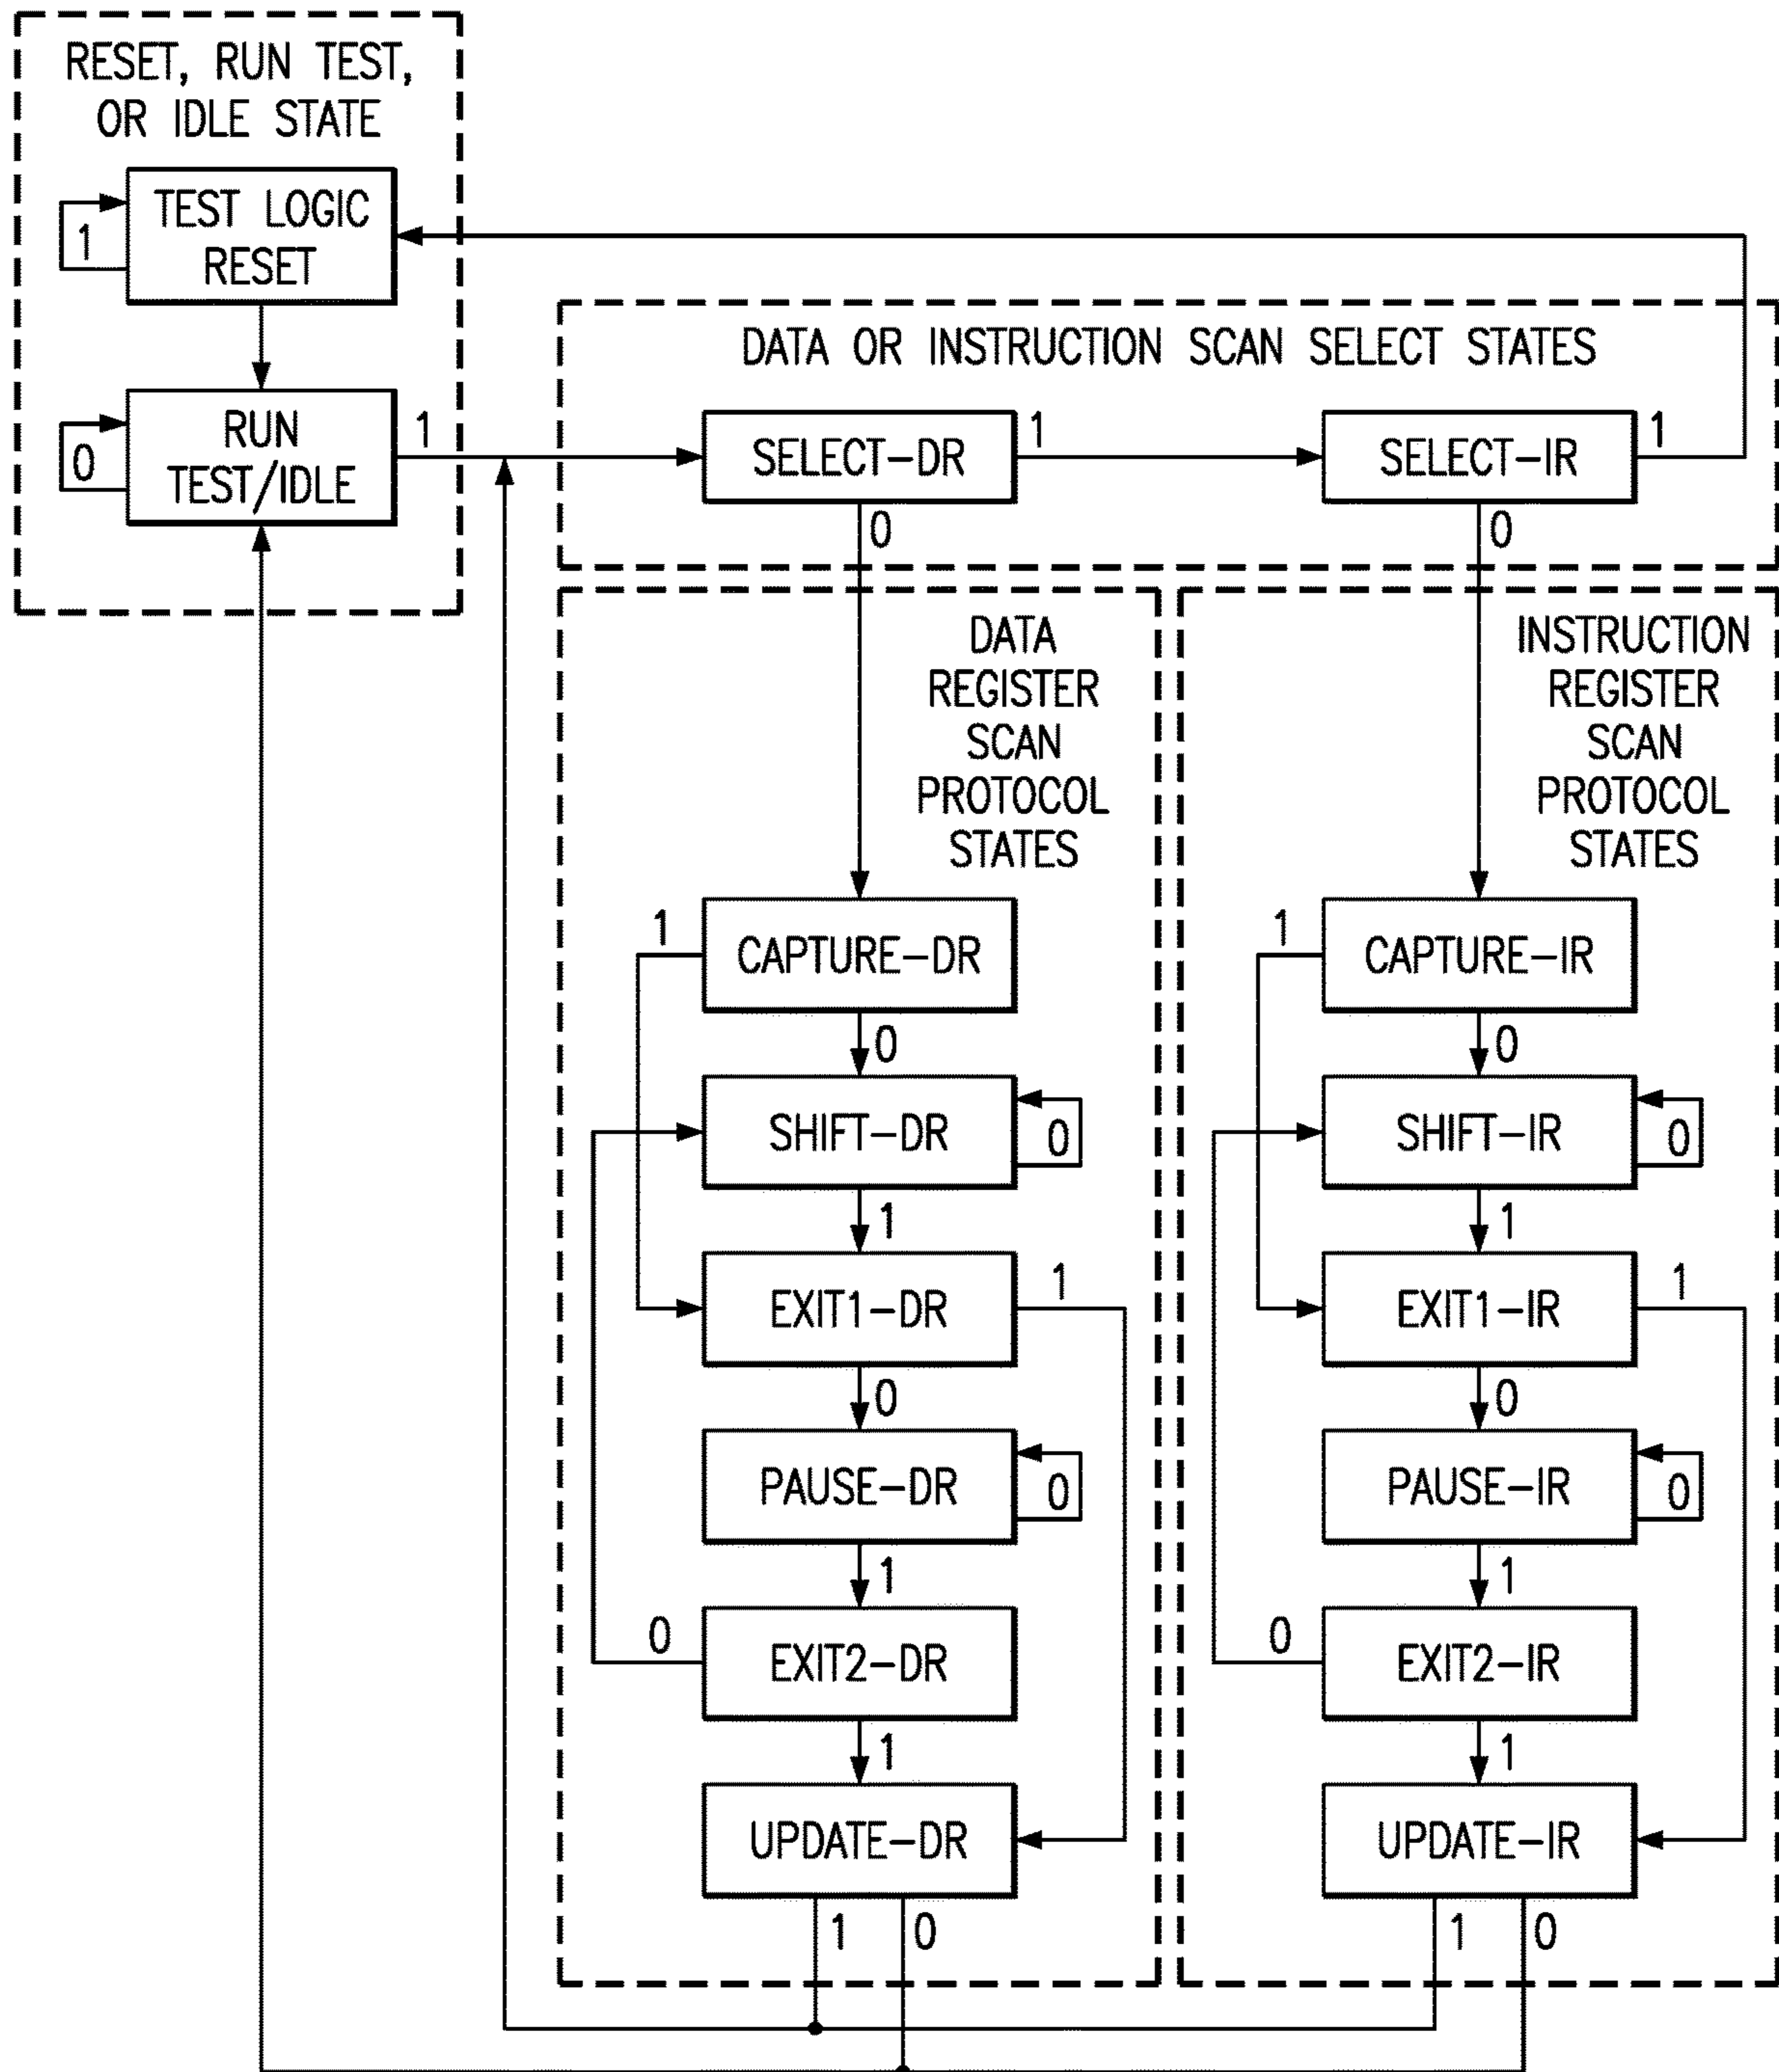 RESET, RUN TEST,
OR IDLE STATE
TEST LOGIC
RESET
1
RUN
TEST/IDLE
0
1
DATA OR INSTRUCTION SCAN SELECT STATES
SELECT-DR
1
SELECT-IR
1
0
0
DATA
REGISTER
SCAN
PROTOCOL
STATES
1
CAPTURE-DR
0
SHIFT-DR
0
1
EXIT1-DR
1
0
PAUSE-DR
0
1
0
EXIT2-DR
1
UPDATE-DR
1
0
INSTRUCTION
REGISTER
SCAN
PROTOCOL
STATES
1
CAPTURE-IR
0
SHIFT-IR
0
1
EXIT1-IR
1
0
PAUSE-IR
0
1
0
EXIT2-IR
1
UPDATE-IR
1
0